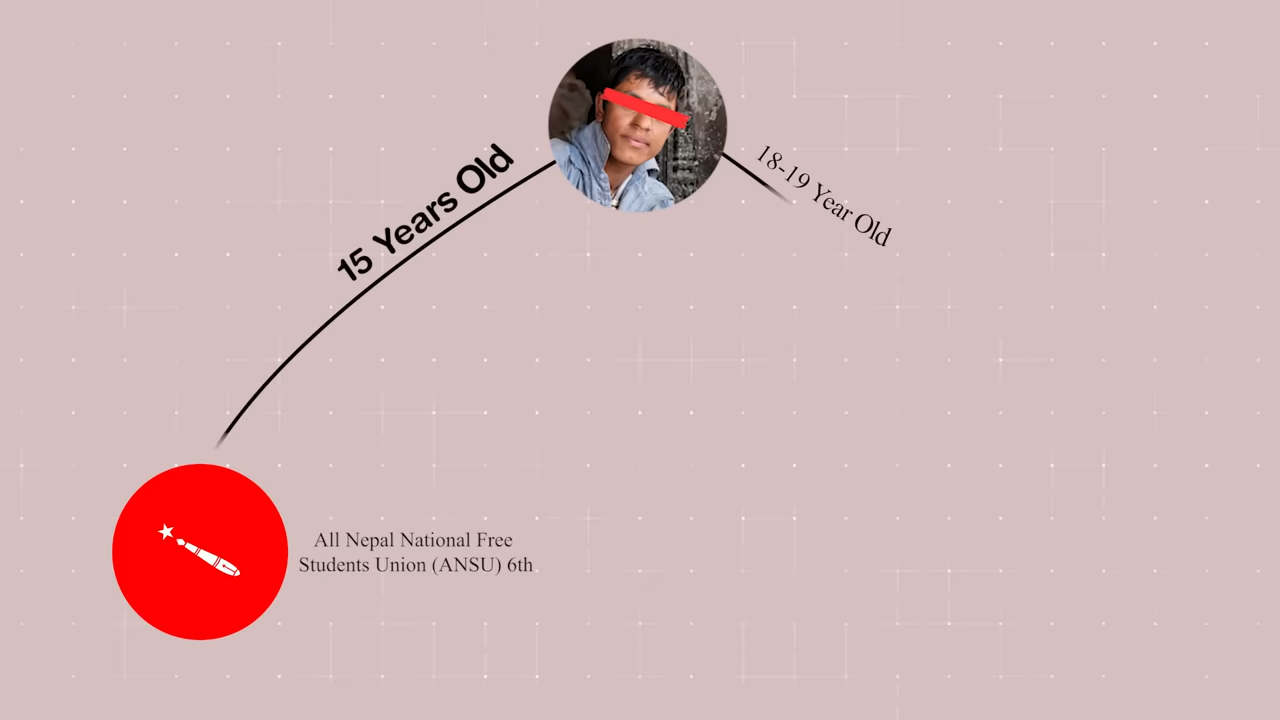 15 Years Old
18-19 Year Old
All Nepal National Free
Students Union (ANSU) 6th